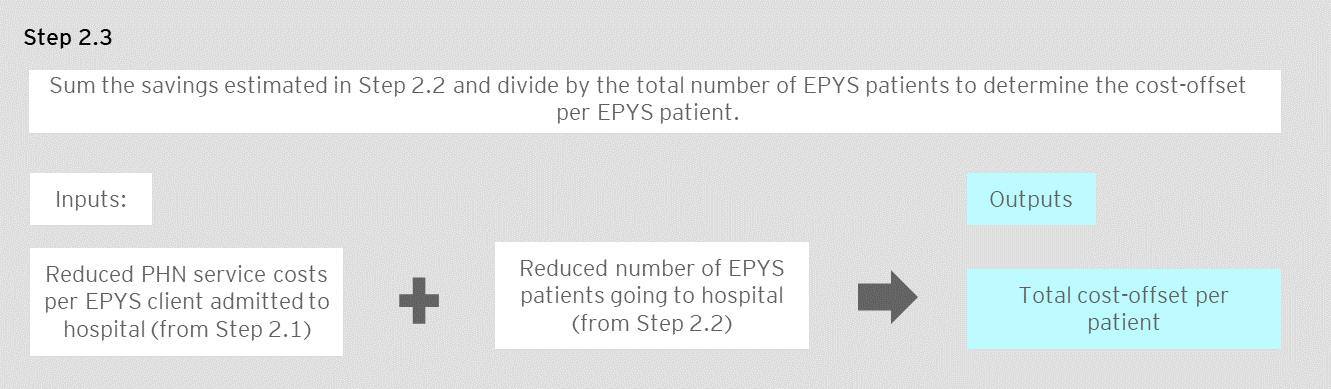 Step 2.3
Sum the savings estimated in Step 2.2 and divide by the total number of EPYS patients to determine the cost-offset
per EPYS patient.
Inputs:
Outputs
Reduced PHN service costs
per EPYS client admitted to
hospital (from Step 2.1)
Reduced number of EPYS
patients going to hospital
(from Step 2.2)
Total cost-offset per
patient